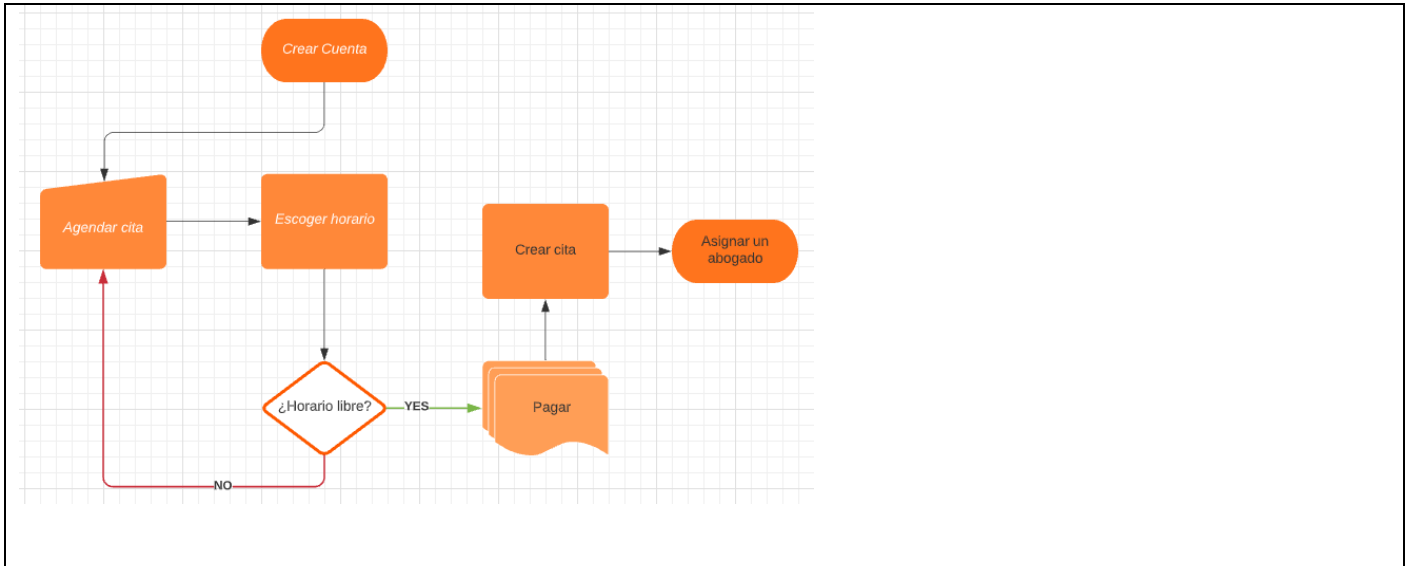 Crear Cuenta
Agendar cita
Escoger horario
Crear cita
Asignar un
abogado
¿Horario libre?
YES
Pagar
NO